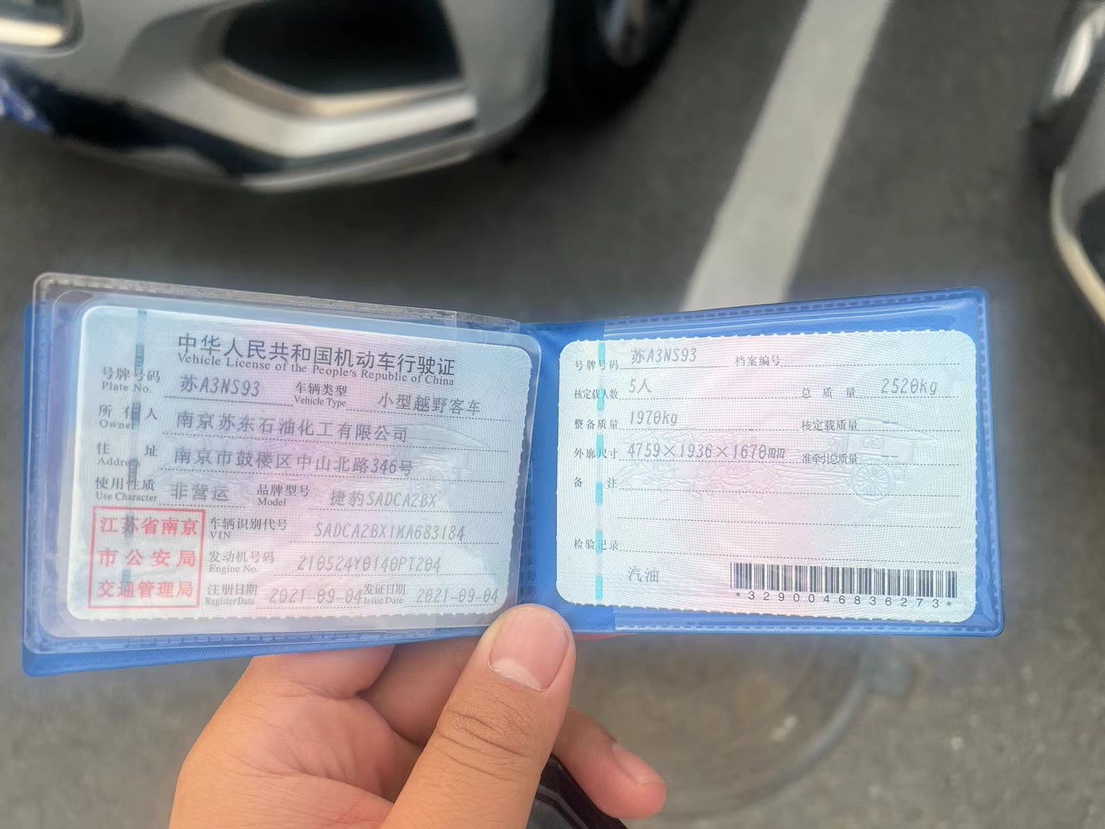 中华人民共和国机动车行驶证
Vehicle License of the People's Republic of China
号牌号码 苏A3NS93 车辆类型 小型越野客车
Plate No. Vehicle Type
所有人 南京苏东石油化工有限公司
Owner
住址 南京市鼓楼区中山北路346号
Address
使用性质 非营运 品牌型号 捷豹SADCA2BX
Use Character Model
江苏省南京
市公安局
交通管理局
车辆识别代号 SADCA2BX1MA683184
VIN
发动机号码 210524Y0140PT204
Engine No.
注册日期 2021-09-04 发证日期 2021-09-04
Register Date Issue Date
号牌号码 苏A3NS93 档案编号
核定载人数 5人 总质量 2520kg
整备质量 1970kg 核定载质量 --
外廓尺寸 4759×1936×1670mm 准牵引总质量 --
备注
检验记录
汽油
*3290046836273*